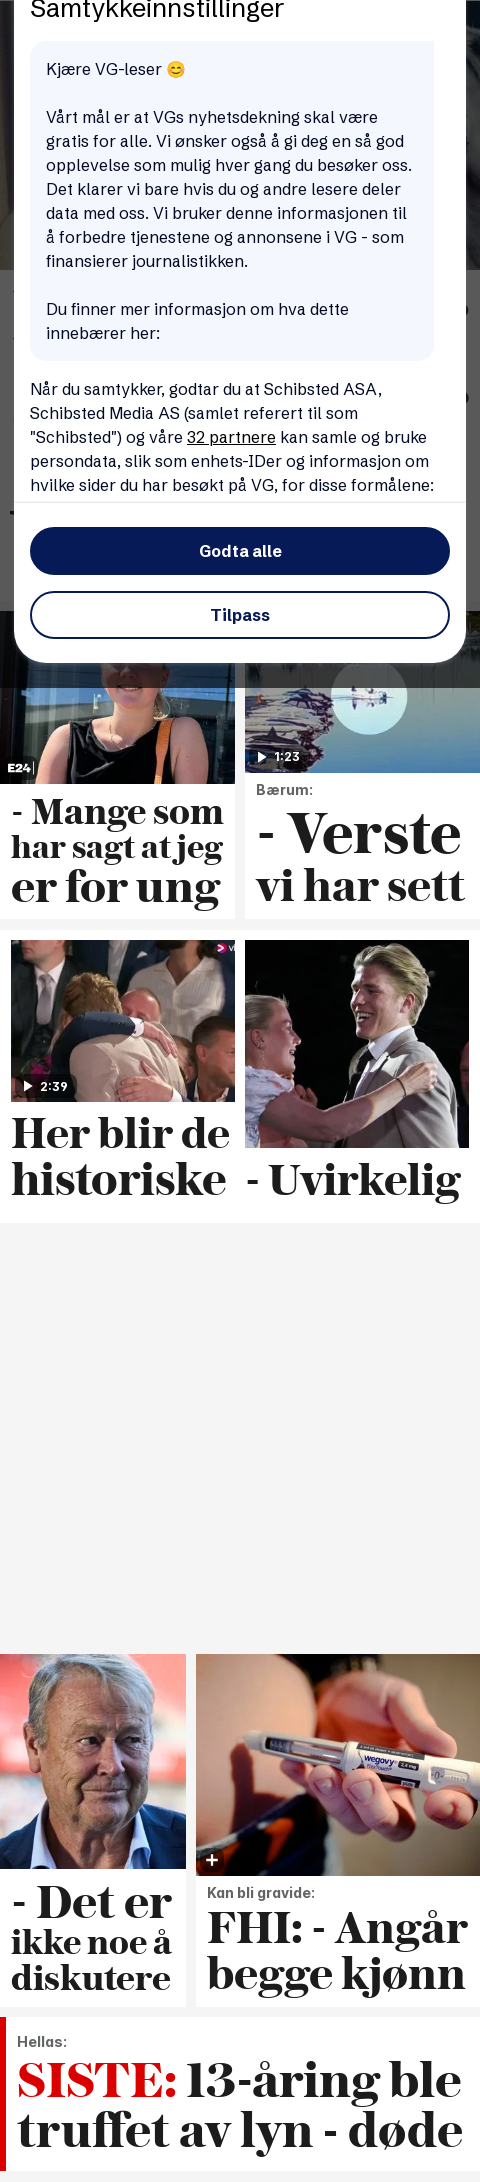 Samtykkeinnstillinger
Kjære VG-leser 😊
Vårt mål er at VGs nyhetsdekning skal være
gratis for alle. Vi ønsker også å gi deg en så god
opplevelse som mulig hver gang du besøker oss.
Det klarer vi bare hvis du og andre lesere deler
data med oss. Vi bruker denne informasjonen til
å forbedre tjenestene og annonsene i VG - som
finansierer journalistikken.
Du finner mer informasjon om hva dette
innebærer her:
Når du samtykker, godtar du at Schibsted ASA,
Schibsted Media AS (samlet referert til som
"Schibsted") og våre 32 partnere kan samle og bruke
persondata, slik som enhets-IDer og informasjon om
hvilke sider du har besøkt på VG, for disse formålene:
Godta alle
Tilpass
E24
- Mange som
har sagt at jeg
er for ung
1:23
Bærum:
- Verste
vi har sett
2:39
Her blir de
historiske
- Uvirkelig
- Det er
ikke noe å
diskutere
wegovy
Kan bli gravide:
FHI: - Angår
begge kjønn
Hellas:
SISTE: 13-åring ble
truffet av lyn - døde